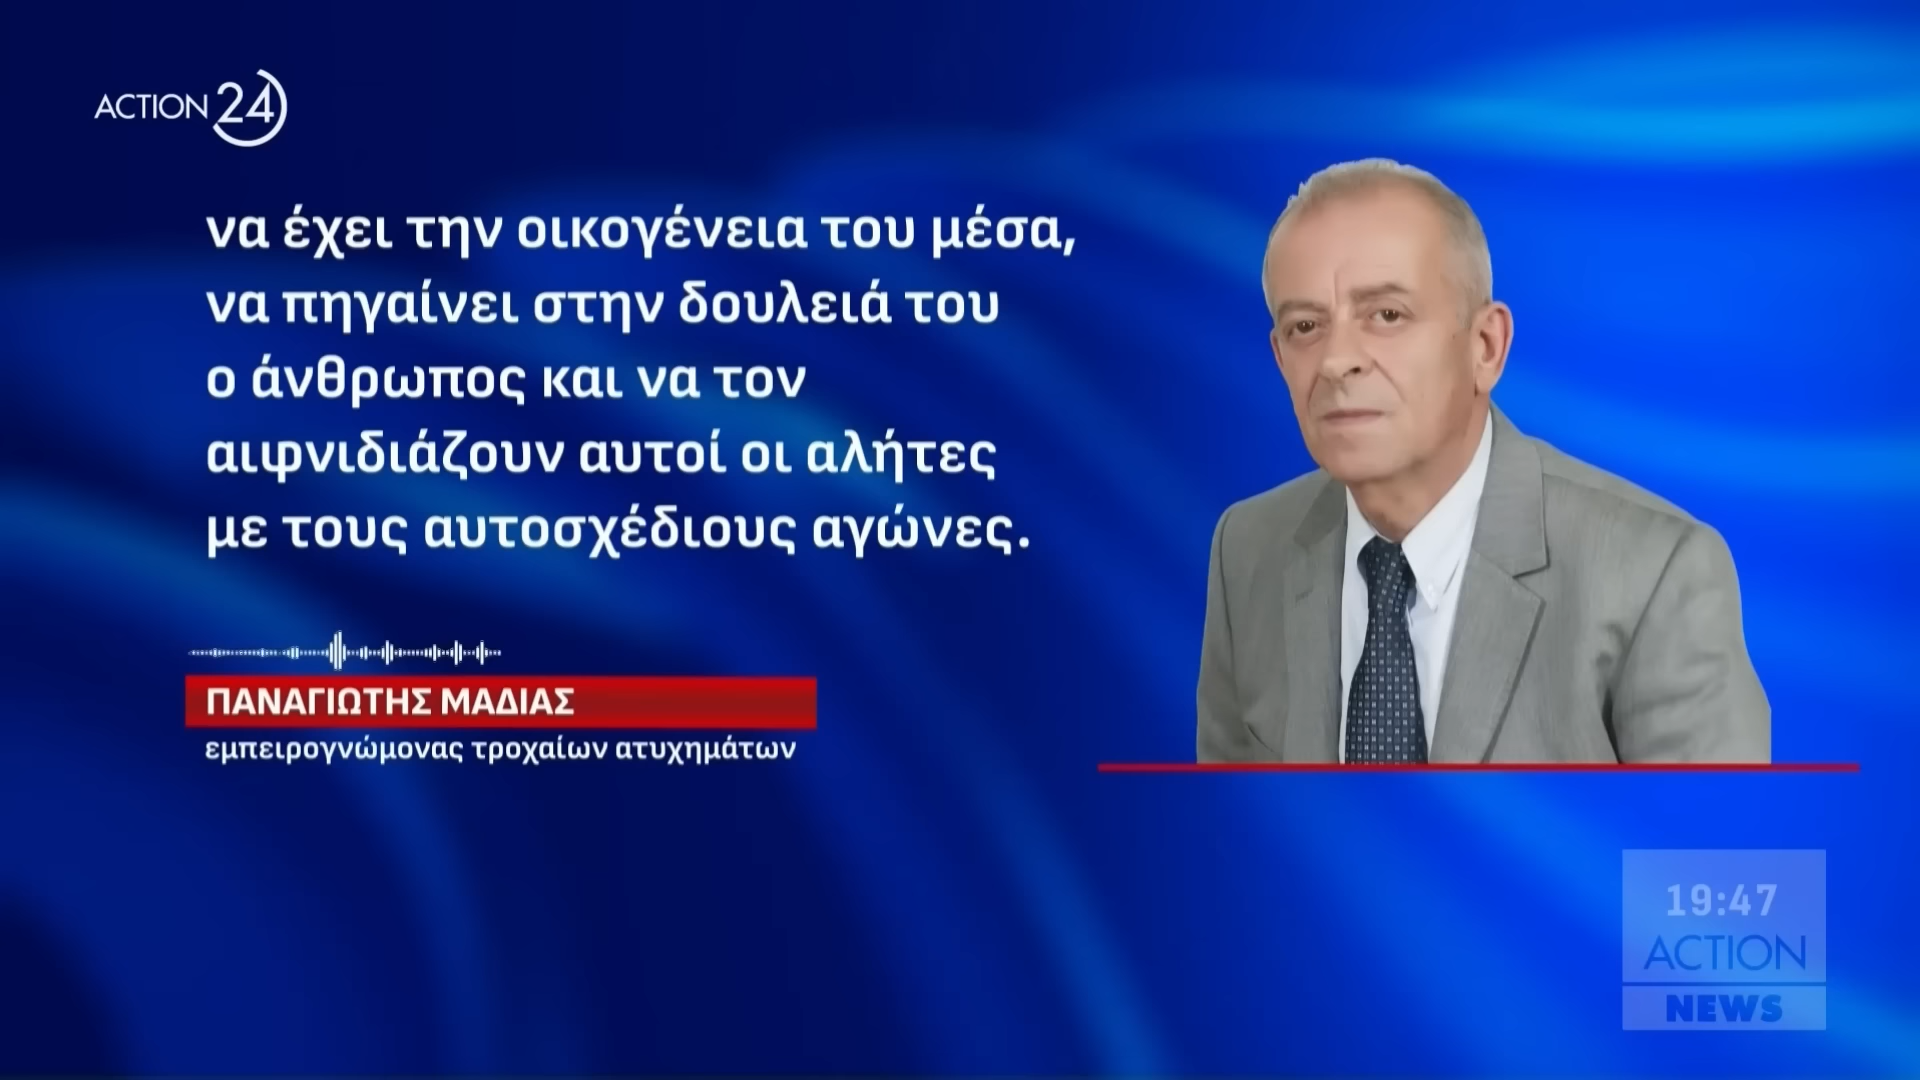 ACTION 24
να έχει την οικογένεια του μέσα,
να πηγαίνει στην δουλειά του
ο άνθρωπος και να τον
αιφνιδιάζουν αυτοί οι αλήτες
με τους αυτοσχέδιους αγώνες.
ΠΑΝΑΓΙΩΤΗΣ ΜΑΔΙΑΣ
εμπειρογνώμονας τροχαίων ατυχημάτων
19:47
ACTION
NEWS